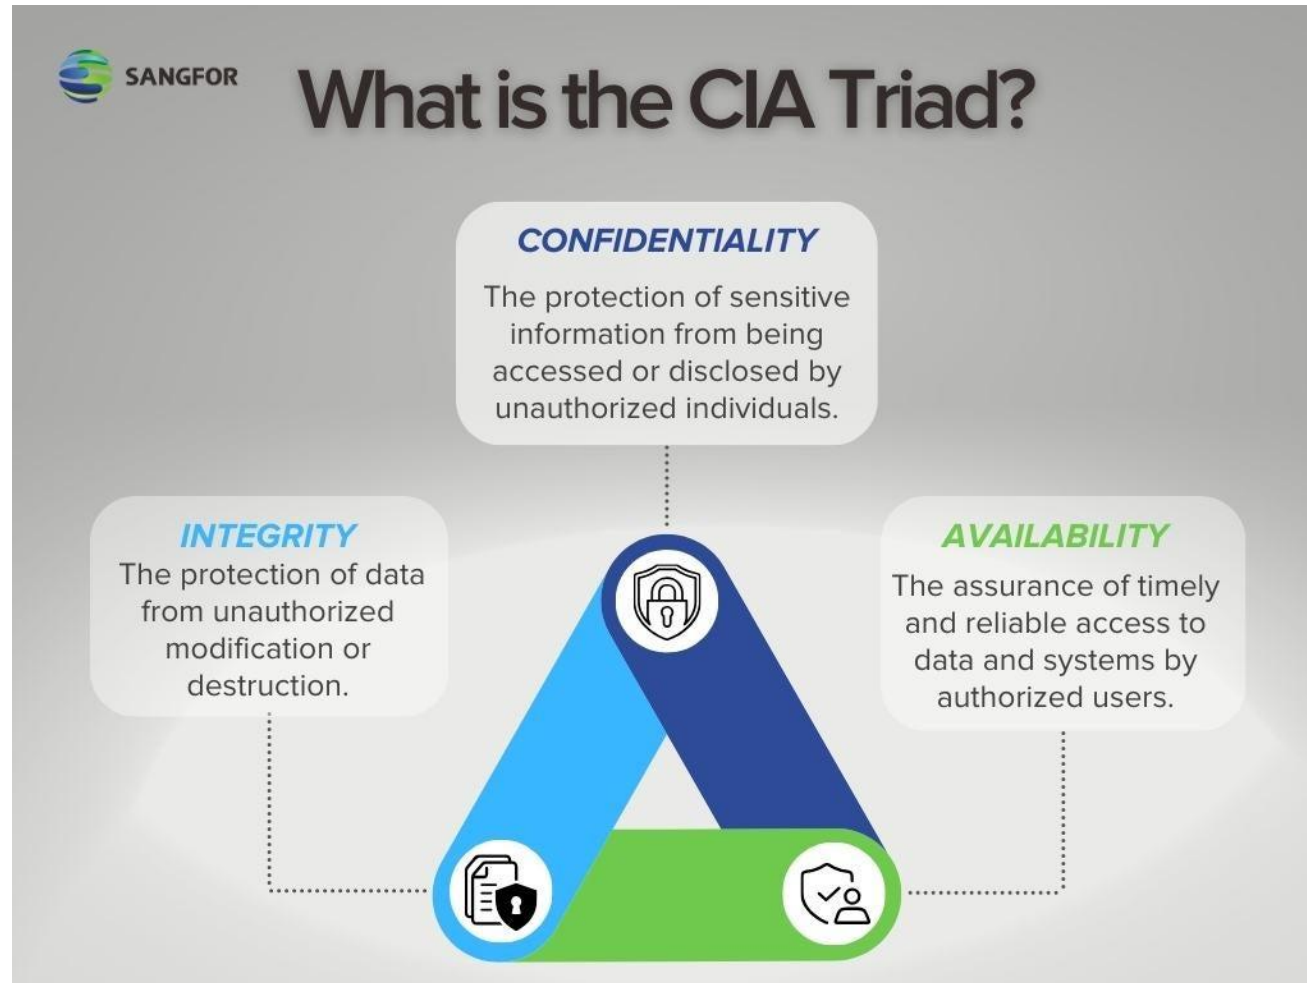 SANGFOR
What is the CIA Triad?
CONFIDENTIALITY
The protection of sensitive
information from being
accessed or disclosed by
unauthorized individuals.
INTEGRITY
The protection of data
from unauthorized
modification or
destruction.
AVAILABILITY
The assurance of timely
and reliable access to
data and systems by
authorized users.